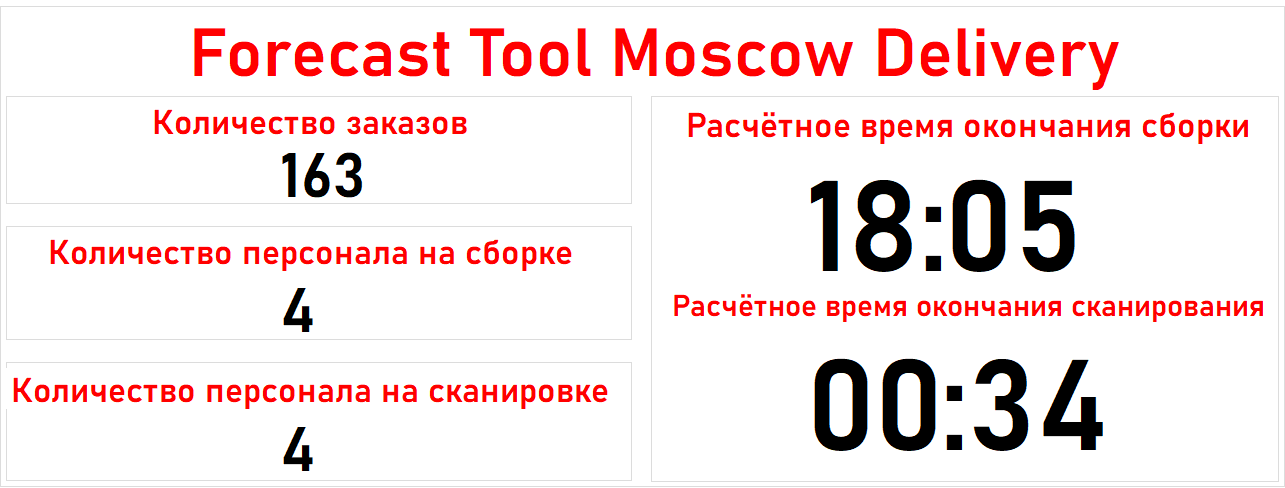 Forecast Tool Moscow Delivery
Количество заказов
163
Количество персонала на сборке
4
Количество персонала на сканировке
4
Расчётное время окончания сборки
18:05
Расчётное время окончания сканирования
00:34